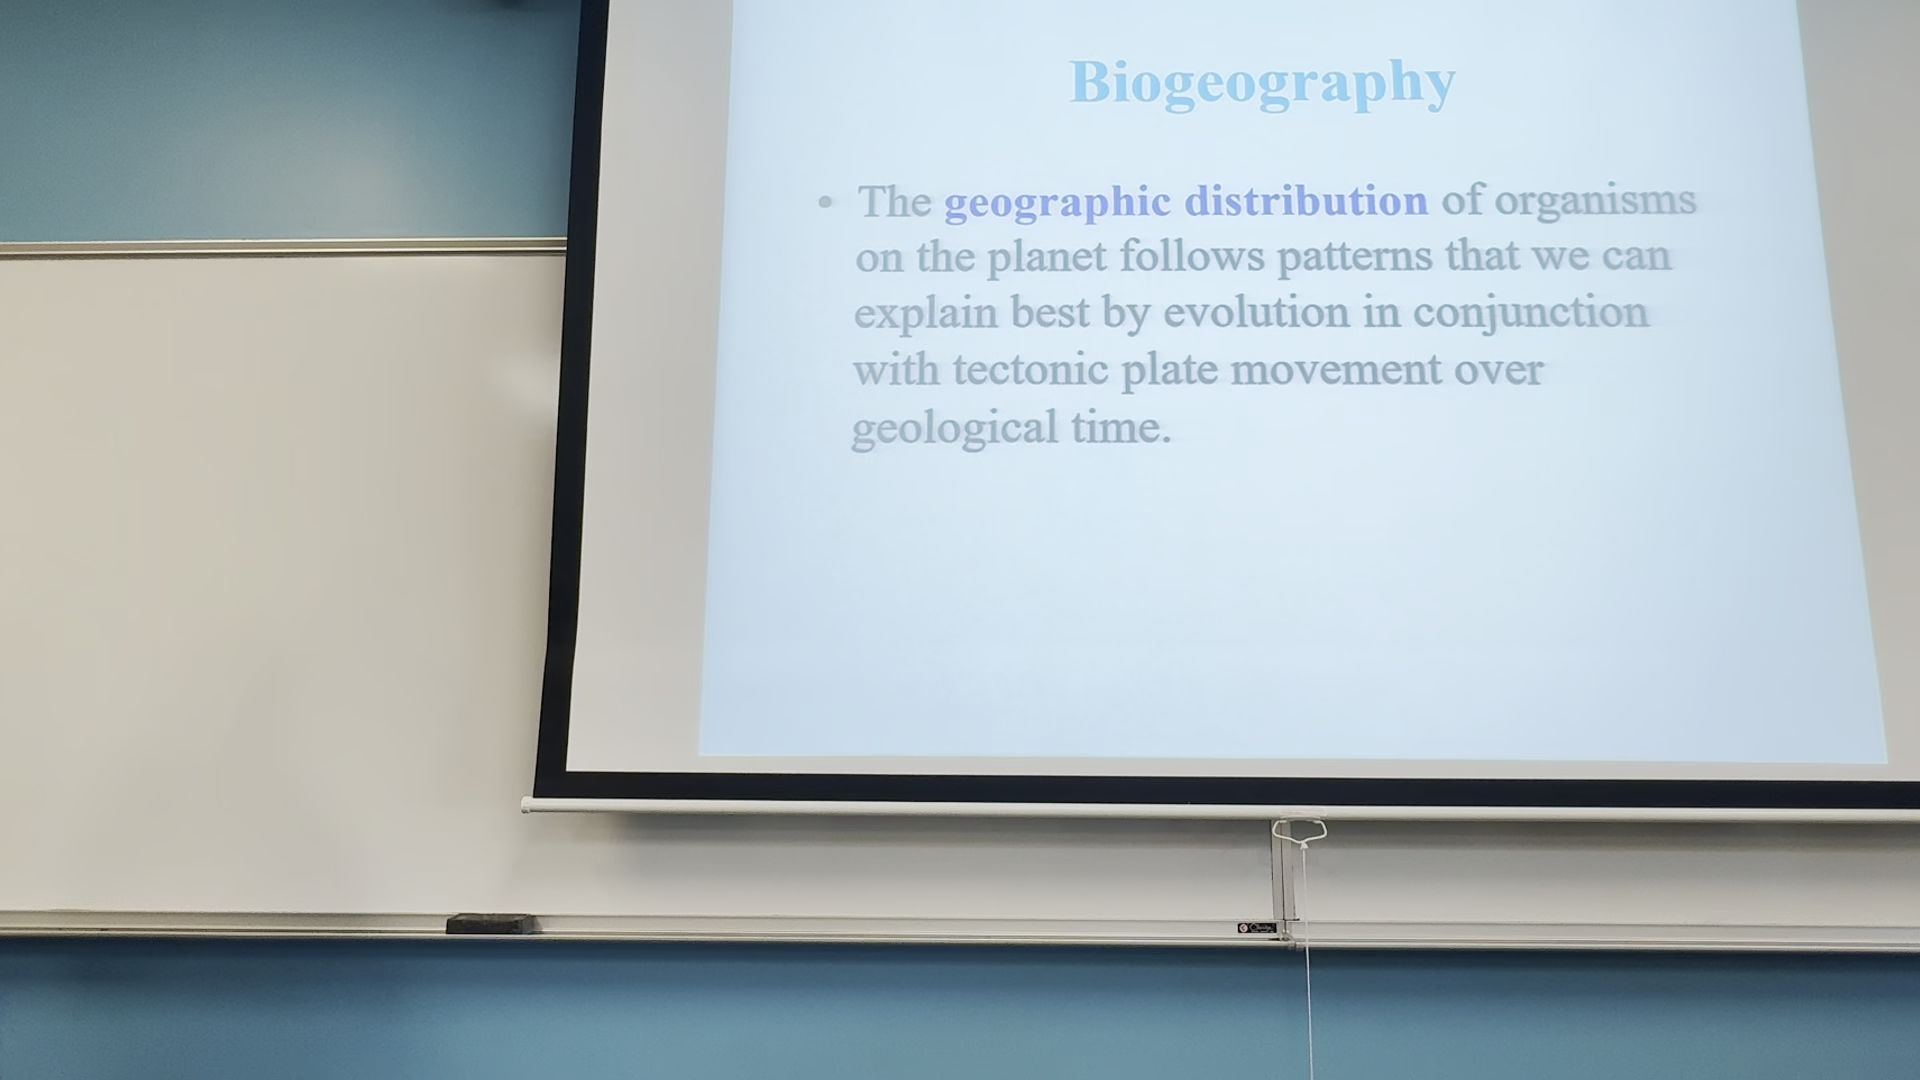 Biogeography
• The geographic distribution of organisms
on the planet follows patterns that we can
explain best by evolution in conjunction
with tectonic plate movement over
geological time.